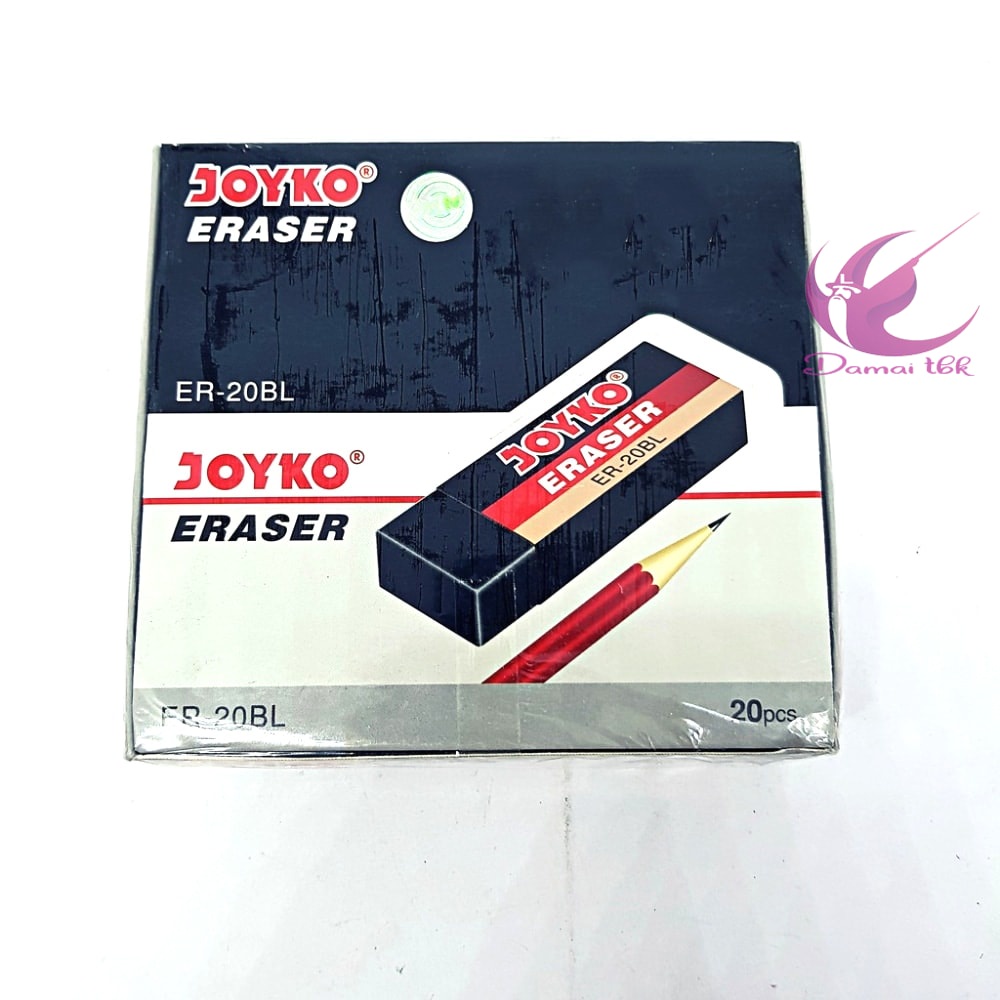 JOYKO®
ERASER
ER-20BL
Damai tbk
JOYKO®
ERASER
ER-20BL
JOYKO®
ERASER
ER-20BL
20pcs